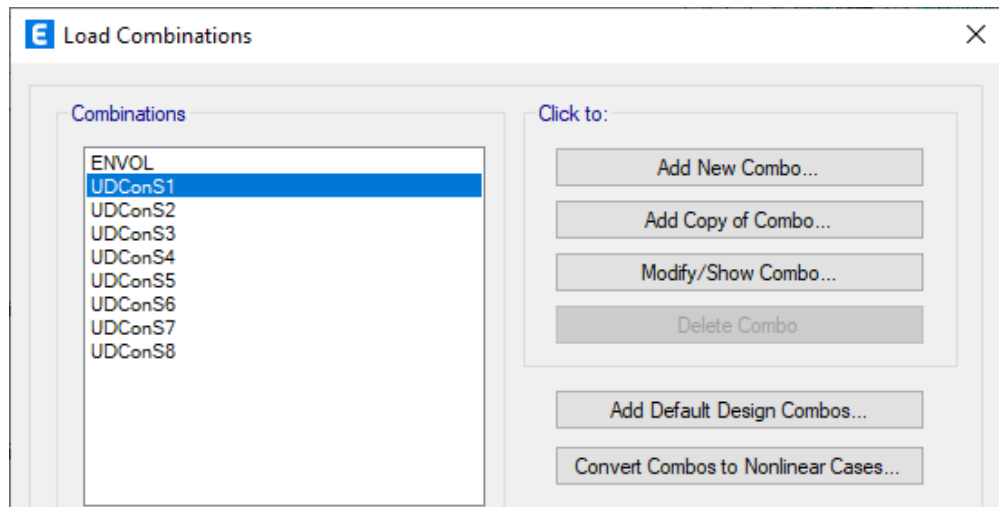 E Load Combinations
Combinations
ENVOL
UDConS1
UDConS2
UDConS3
UDConS4
UDConS5
UDConS6
UDConS7
UDConS8
Click to:
Add New Combo...
Add Copy of Combo...
Modify/Show Combo...
Delete Combo
Add Default Design Combos...
Convert Combos to Nonlinear Cases...